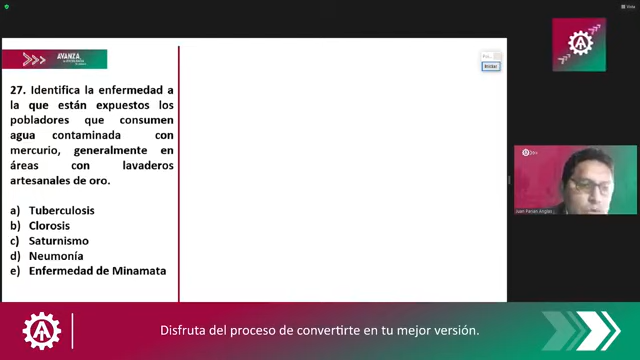 Vista
AVANZA
Iniciar
27. Identifica la enfermedad a
la que están expuestos los
pobladores que consumen
agua contaminada con
mercurio, generalmente en
áreas con lavaderos
artesanales de oro.
a) Tuberculosis
b) Clorosis
c) Saturnismo
d) Neumonía
e) Enfermedad de Minamata
Disfruta del proceso de convertirte en tu mejor versión.